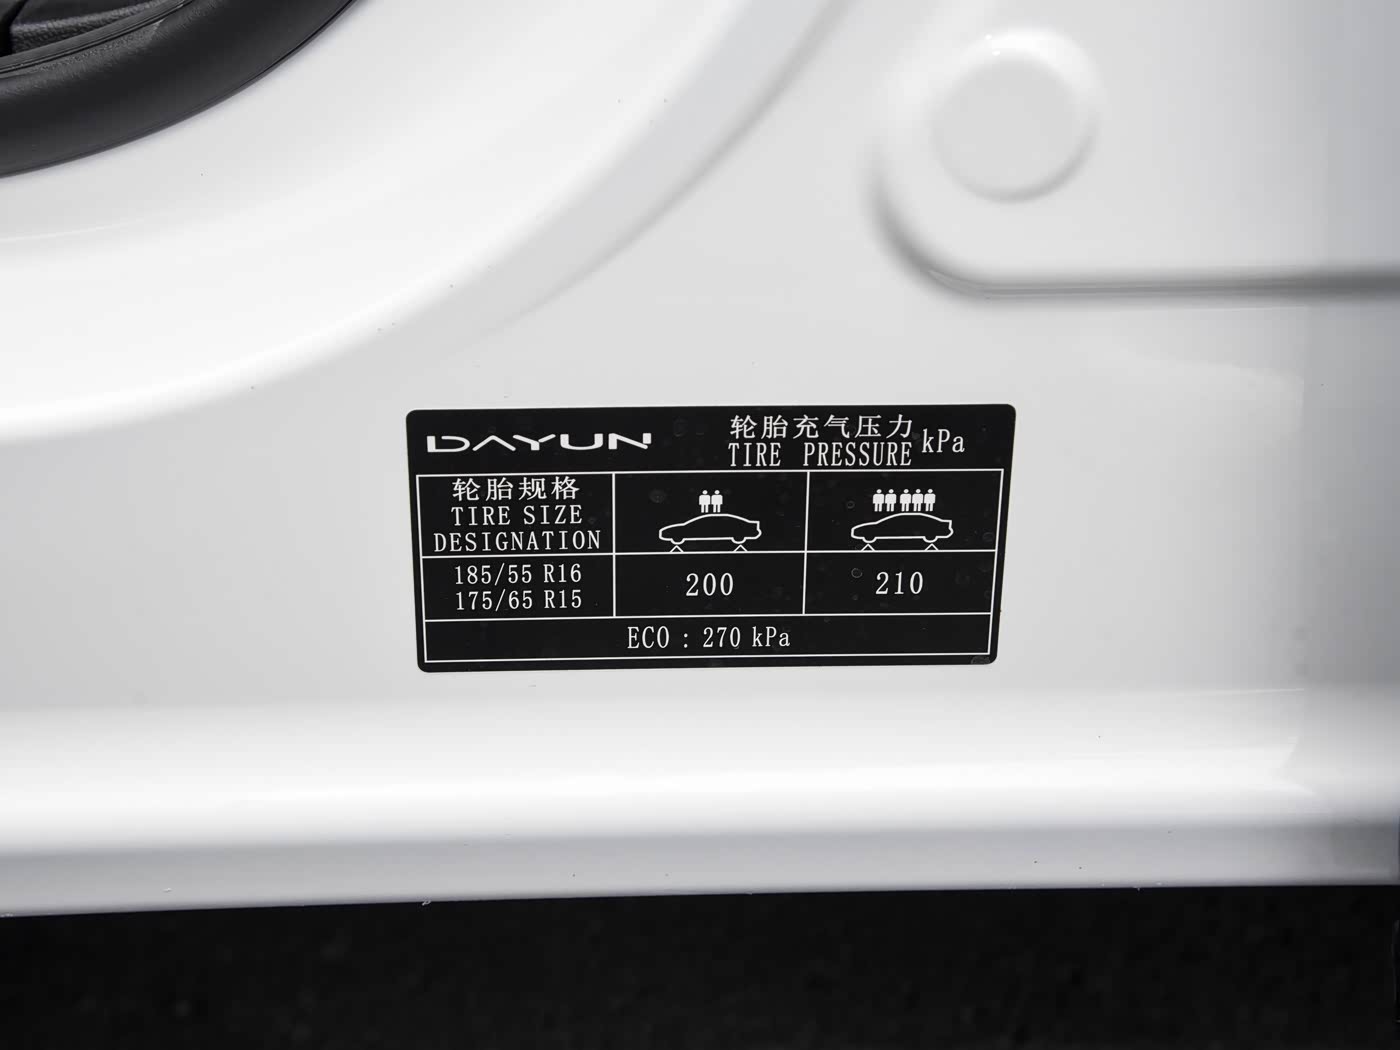 DAYUN
轮胎充气压力 kPa
TIRE PRESSURE
轮胎规格
TIRE SIZE
DESIGNATION
185/55 R16
175/65 R15
200
210
ECO : 270 kPa